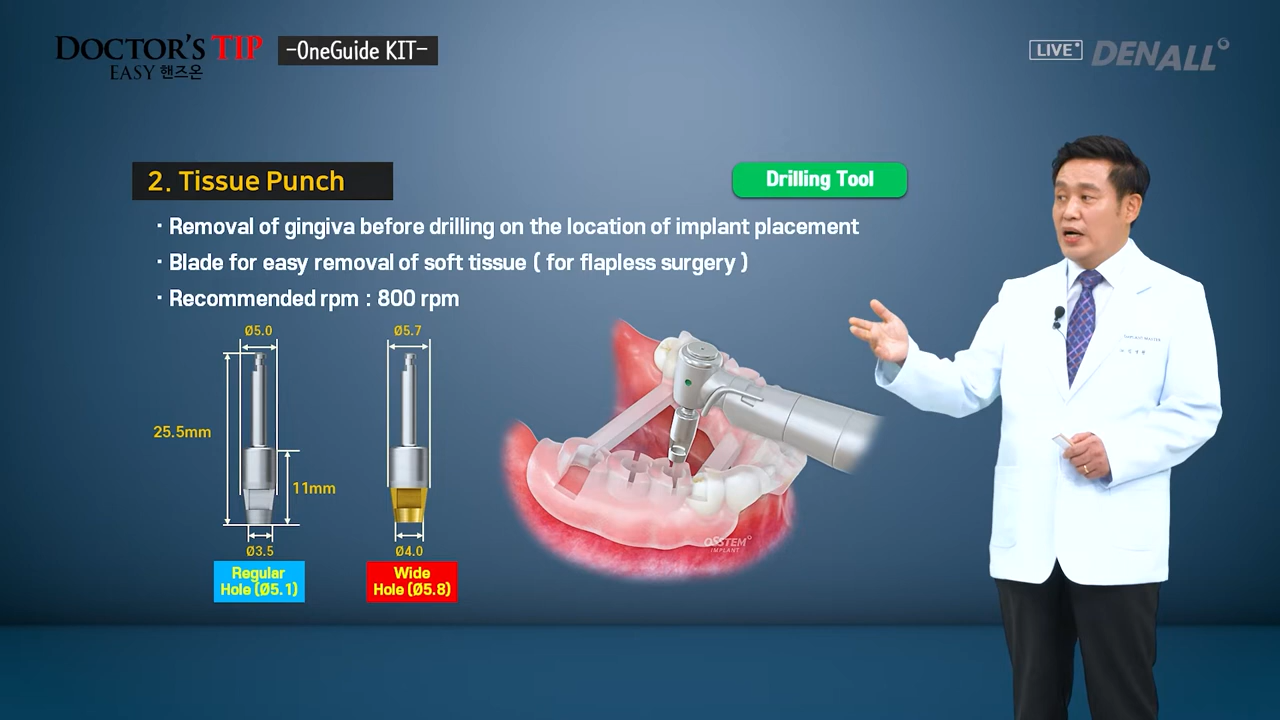 DOCTOR'S TIP
EASY 핸즈온
-OneGuide KIT-
LIVE
DENALL
2. Tissue Punch
Drilling Tool
· Removal of gingiva before drilling on the location of implant placement
· Blade for easy removal of soft tissue ( for flapless surgery )
· Recommended rpm : 800 rpm
Ø5.0
Ø5.7
25.5mm
11mm
Ø3.5
Ø4.0
Regular
Hole (Ø5.1)
Wide
Hole (Ø5.8)
OSSTEM
IMPLANT